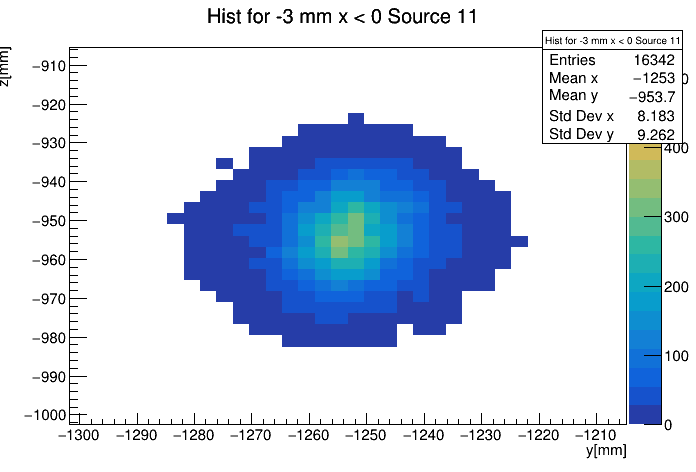 Hist for -3 mm x < 0 Source 11
z[mm]
Hist for -3 mm x < 0 Source 11
Entries 16342
Mean x −1253
Mean y −953.7
Std Dev x 8.183
Std Dev y 9.262
−910
−920
−930
−940
−950
−960
−970
−980
−990
−1000
0
400
300
200
100
0
−1300 −1290 −1280 −1270 −1260 −1250 −1240 −1230 −1220 −1210
y[mm]